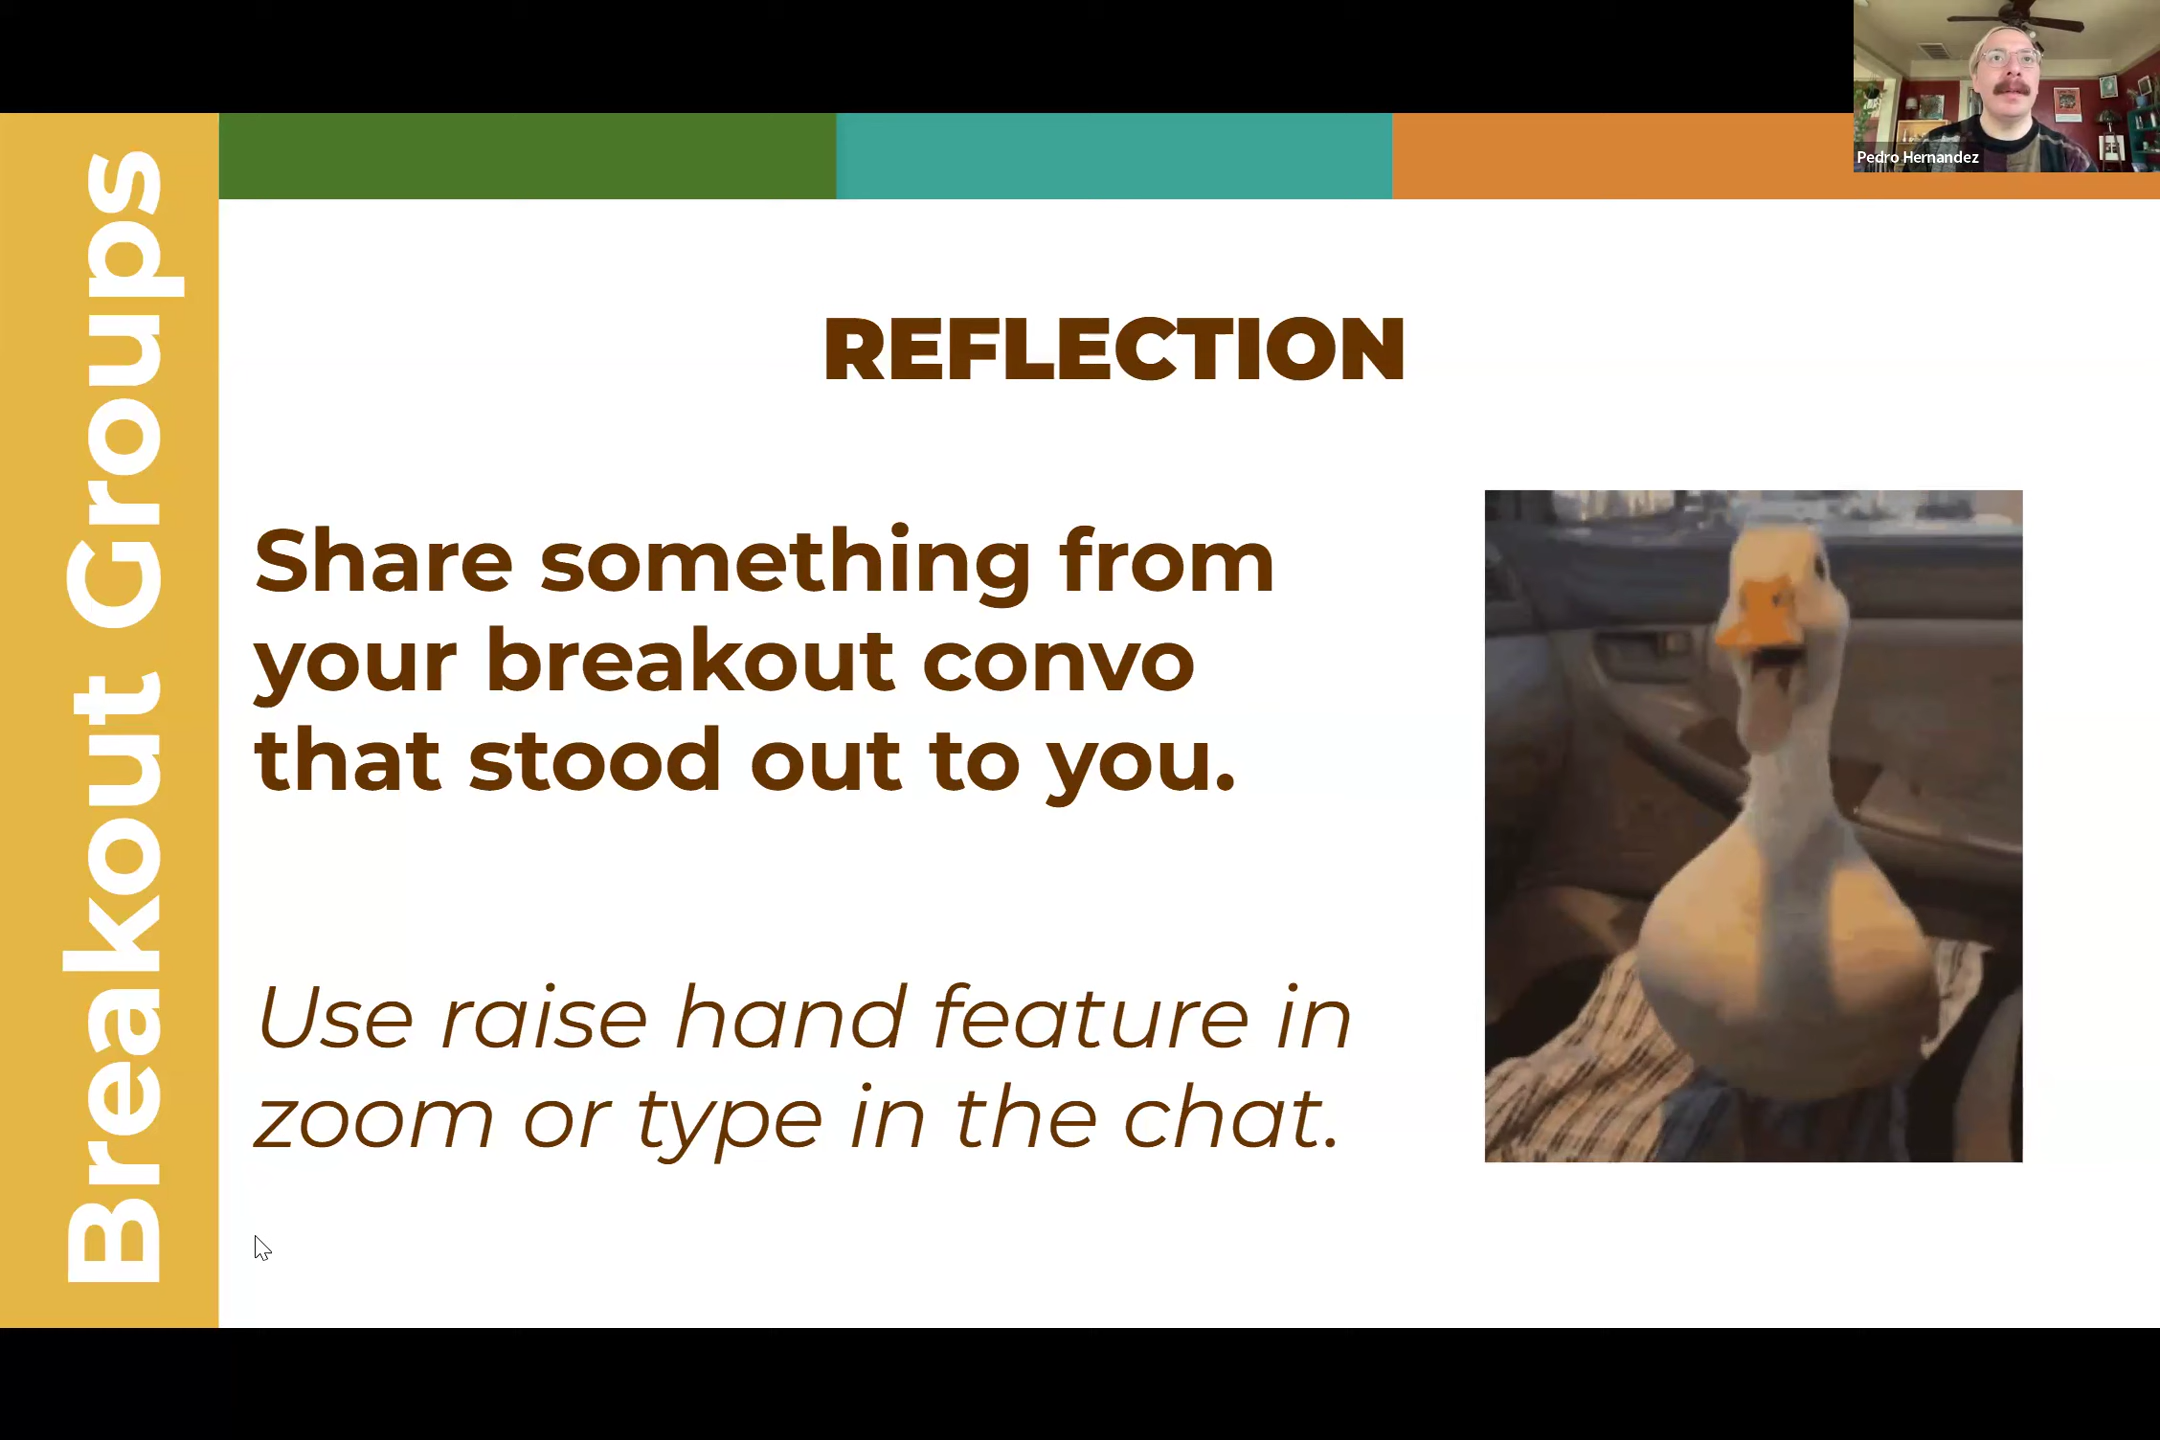 Pedro Hernandez
Breakout Groups
REFLECTION
Share something from
your breakout convo
that stood out to you.
Use raise hand feature in
zoom or type in the chat.